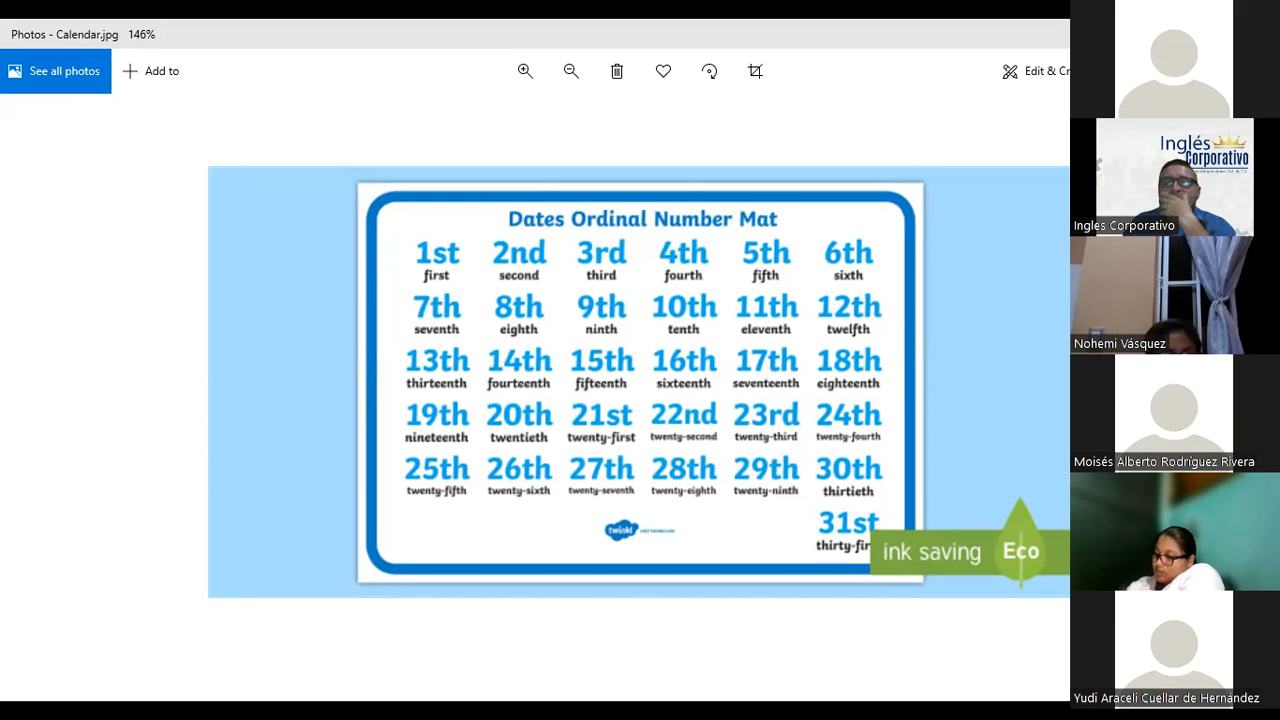 Photos - Calendar.jpg 146%
See all photos
Add to
Edit & Cr
Dates Ordinal Number Mat
1st 2nd 3rd 4th 5th 6th
first second third fourth fifth sixth
7th 8th 9th 10th 11th 12th
seventh eighth ninth tenth eleventh twelfth
13th 14th 15th 16th 17th 18th
thirteenth fourteenth fifteenth sixteenth seventeenth eighteenth
19th 20th 21st 22nd 23rd 24th
nineteenth twentieth twenty-first twenty-second twenty-third twenty-fourth
25th 26th 27th 28th 29th 30th
twenty-fifth twenty-sixth twenty-seventh twenty-eighth twenty-ninth thirtieth
31st
thirty-fir
twinkl
ink saving Eco
Inglés
Corporativo
Ingles Corporativo
Nohemi Vásquez
Moisés Alberto Rodríguez Rivera
Yudi Araceli Cuellar de Hernández